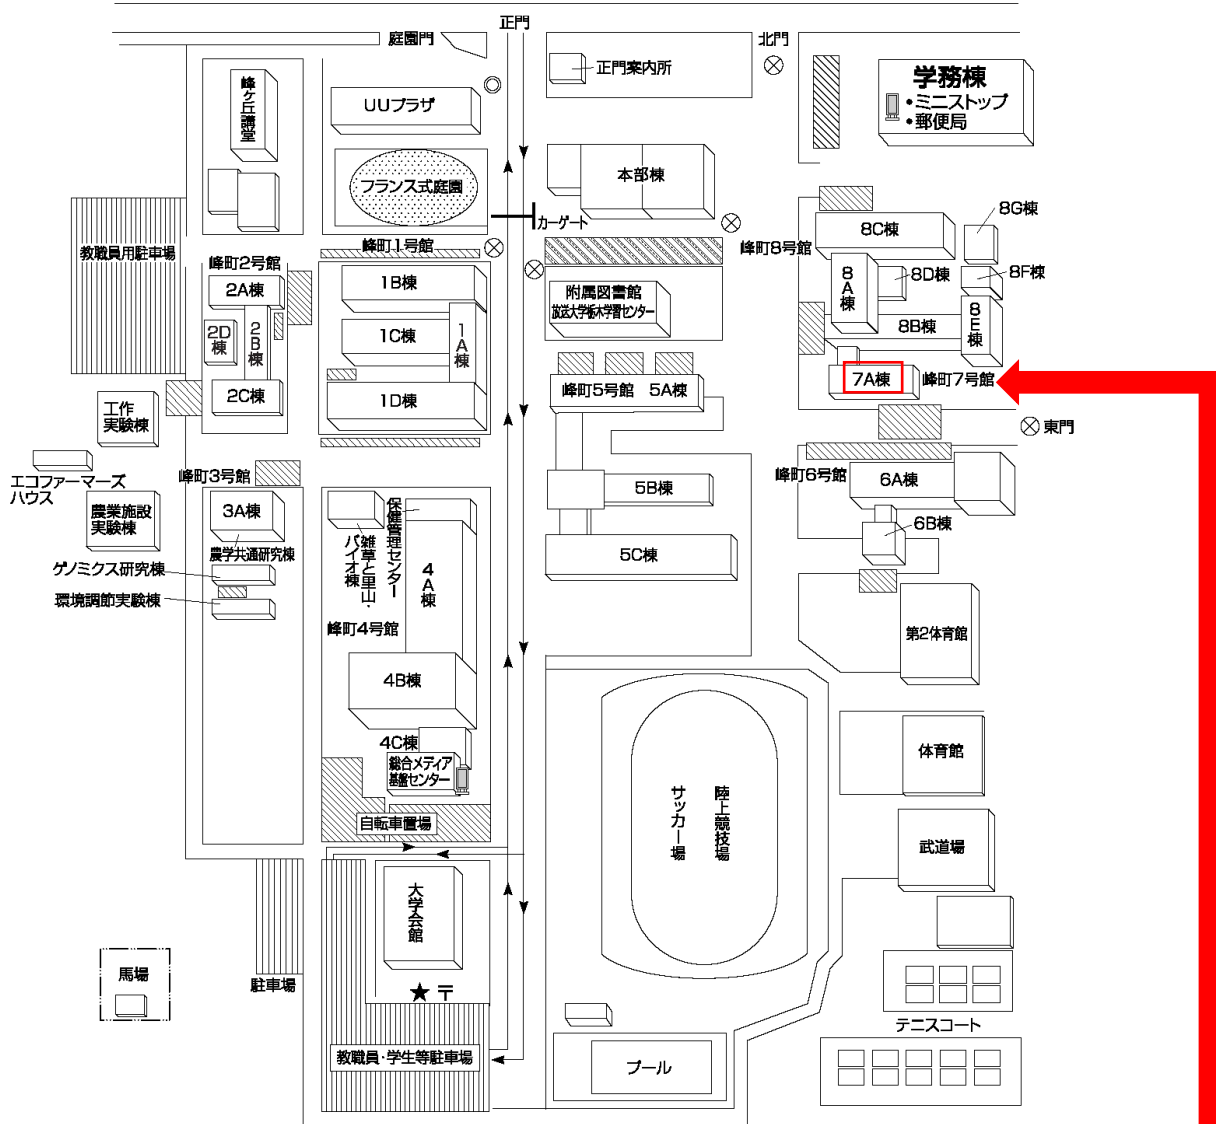 正門
庭園門
北門
正門案内所
学務棟
・ミニストップ
・郵便局
峰ヶ丘講堂
UUプラザ
本部棟
フランス式庭園
カーゲート
8G棟
8C棟
峰町8号館
教職員用駐車場
峰町1号館
峰町2号館
8A棟
8D棟
8F棟
2A棟
1B棟
附属図書館
放送大学栃木学習センター
8B棟
8E棟
2D棟
2B棟
1C棟
1A棟
7A棟
峰町7号館
2C棟
1D棟
峰町5号館
5A棟
工作
実験棟
東門
エコファーマーズ
ハウス
峰町3号館
峰町6号館
6A棟
5B棟
農業施設
実験棟
3A棟
農学共通研究棟
保健管理センター
雑草と里山・
バイオ棟
4A棟
6B棟
5C棟
ゲノミクス研究棟
環境調節実験棟
峰町4号館
第2体育館
4B棟
4C棟
総合メディア
基盤センター
体育館
陸上競技場
サッカー場
自転車置場
武道場
大学会館
馬場
駐車場
★〒
テニスコート
教職員・学生等駐車場
プール